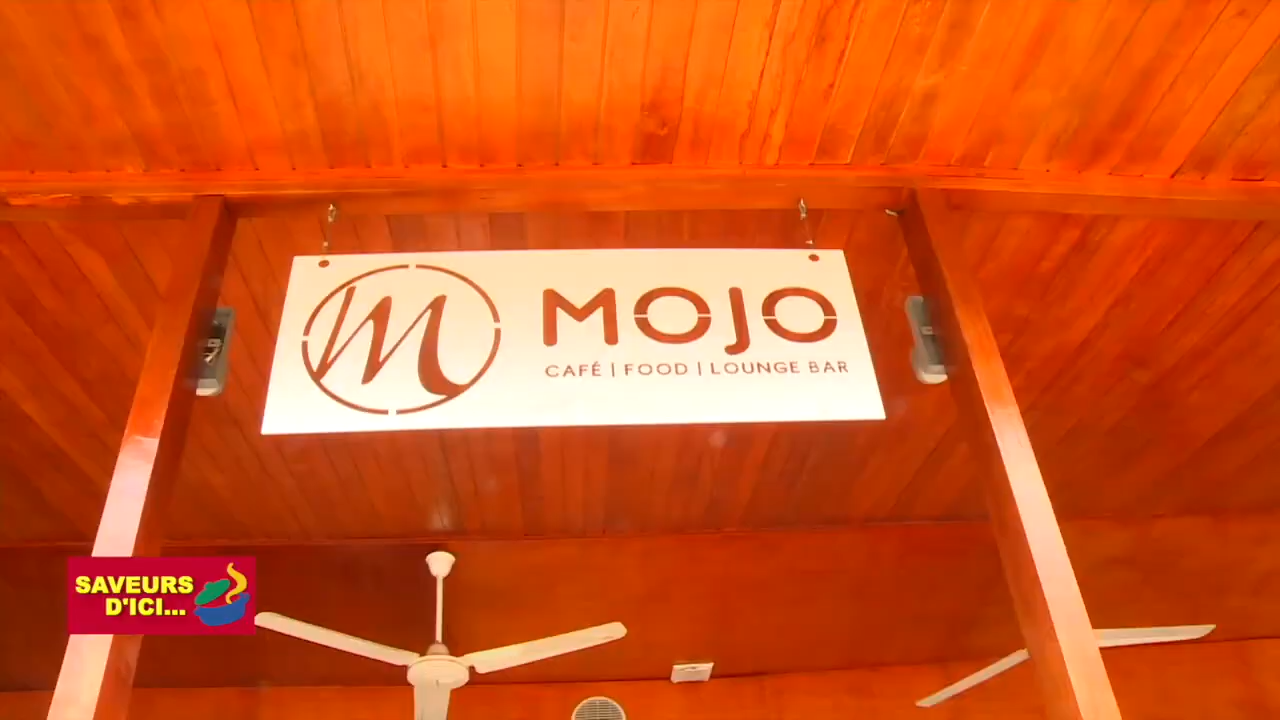 M
MOJO
CAFÉ | FOOD | LOUNGE BAR
SAVEURS
D'ICI...